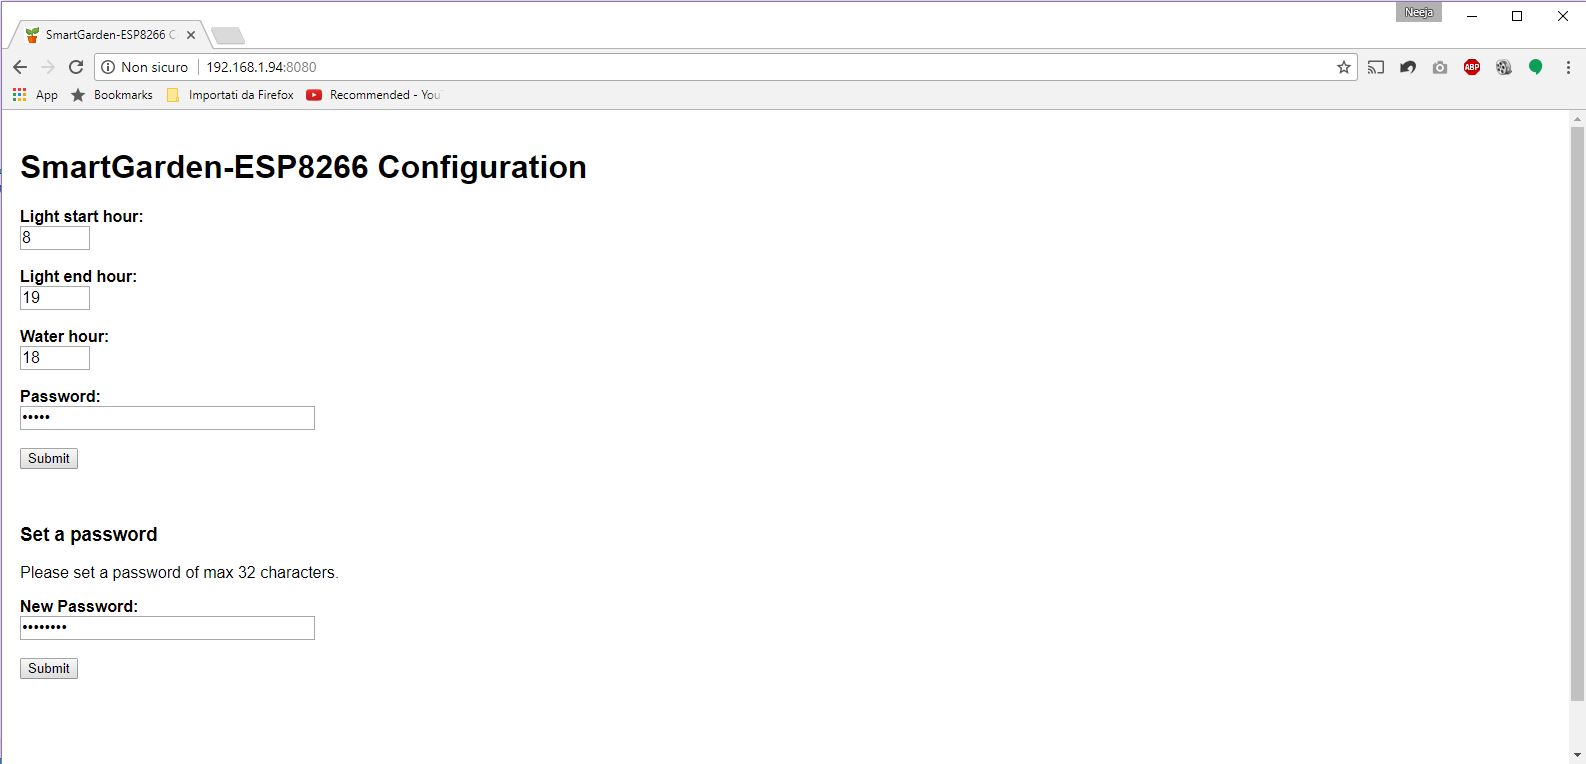 Neeja
SmartGarden-ESP8266 C
Non sicuro 192.168.1.94:8080
ABP
App Bookmarks Importati da Firefox Recommended - You
SmartGarden-ESP8266 Configuration
Light start hour:
8
Light end hour:
19
Water hour:
18
Password:
•••••
Submit
Set a password
Please set a password of max 32 characters.
New Password:
••••••••
Submit